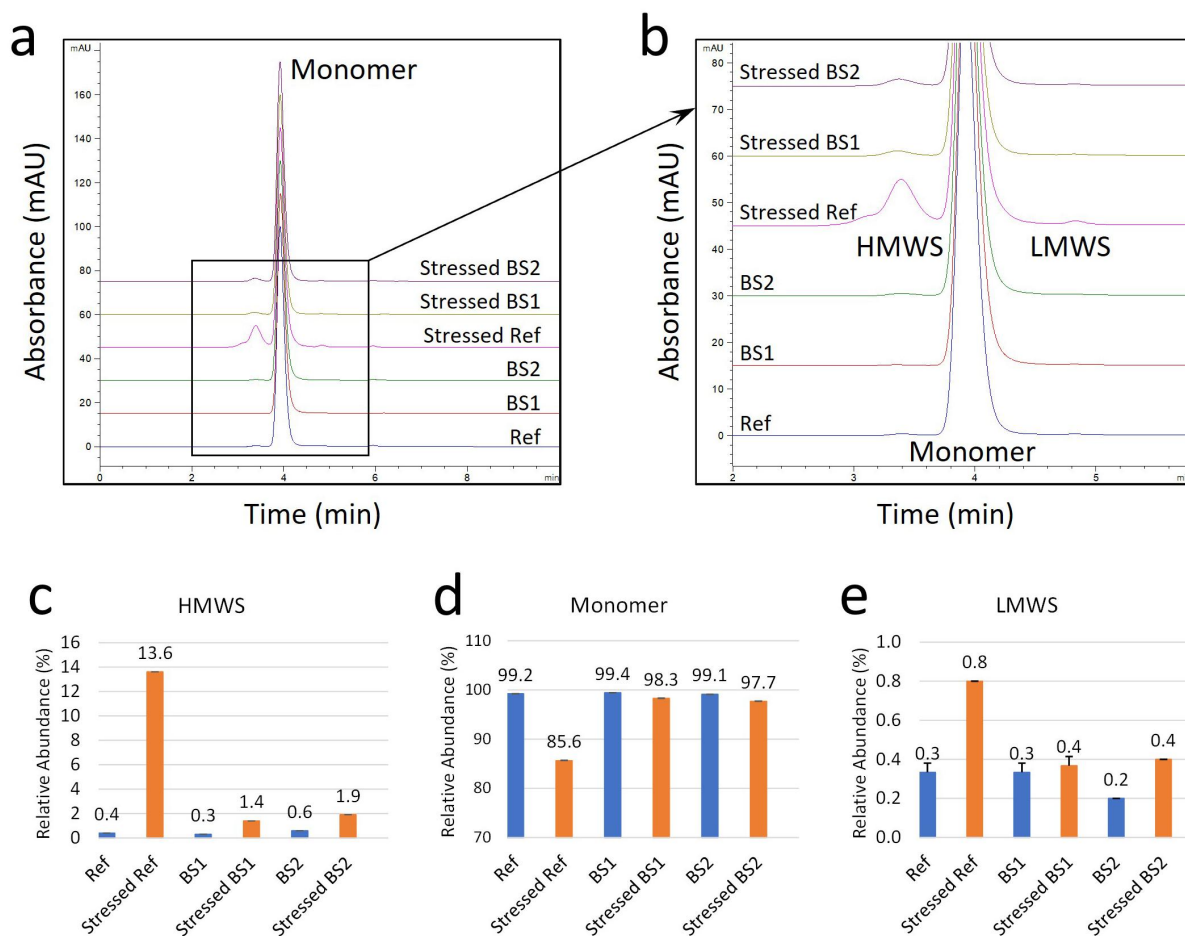 a
mAU
Monomer
160
140
120
100
80
60
40
20
0
Absorbance (mAU)
Stressed BS2
Stressed BS1
Stressed Ref
BS2
BS1
Ref
0
2
4
6
8
min
Time (min)
b
mAU
80
70
60
50
40
30
20
10
0
Absorbance (mAU)
Stressed BS2
Stressed BS1
Stressed Ref
HMWS
LMWS
BS2
BS1
Ref
Monomer
2
3
4
5
Time (min)
c
HMWS
Relative Abundance (%)
16
14
12
10
8
6
4
2
0
0.4
13.6
0.3
1.4
0.6
1.9
Ref
Stressed Ref
BS1
Stressed BS1
BS2
Stressed BS2
d
Monomer
Relative Abundance (%)
110
100
90
80
70
99.2
85.6
99.4
98.3
99.1
97.7
Ref
Stressed Ref
BS1
Stressed BS1
BS2
Stressed BS2
e
LMWS
Relative Abundance (%)
1.0
0.8
0.6
0.4
0.2
0.0
0.3
0.8
0.3
0.4
0.2
0.4
Ref
Stressed Ref
BS1
Stressed BS1
BS2
Stressed BS2